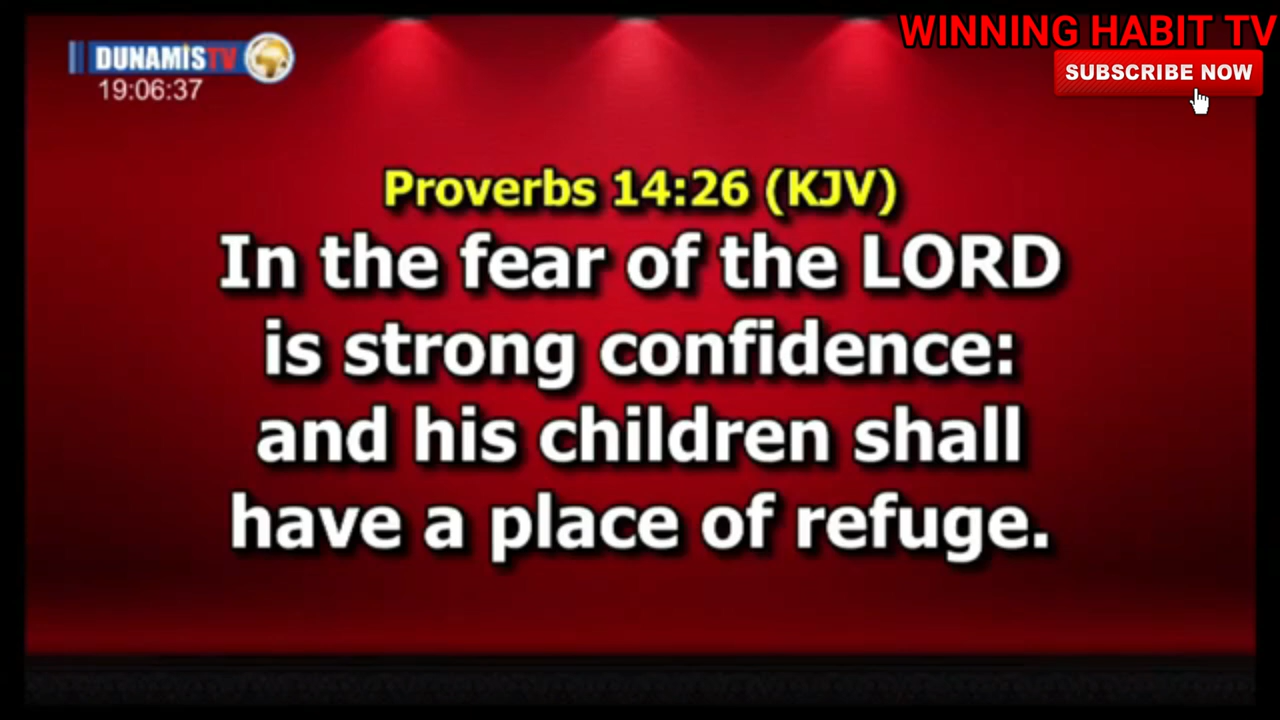 WINNING HABIT TV
DUNAMIS TV
SUBSCRIBE NOW
19:06:37
Proverbs 14:26 (KJV)
In the fear of the LORD
is strong confidence:
and his children shall
have a place of refuge.